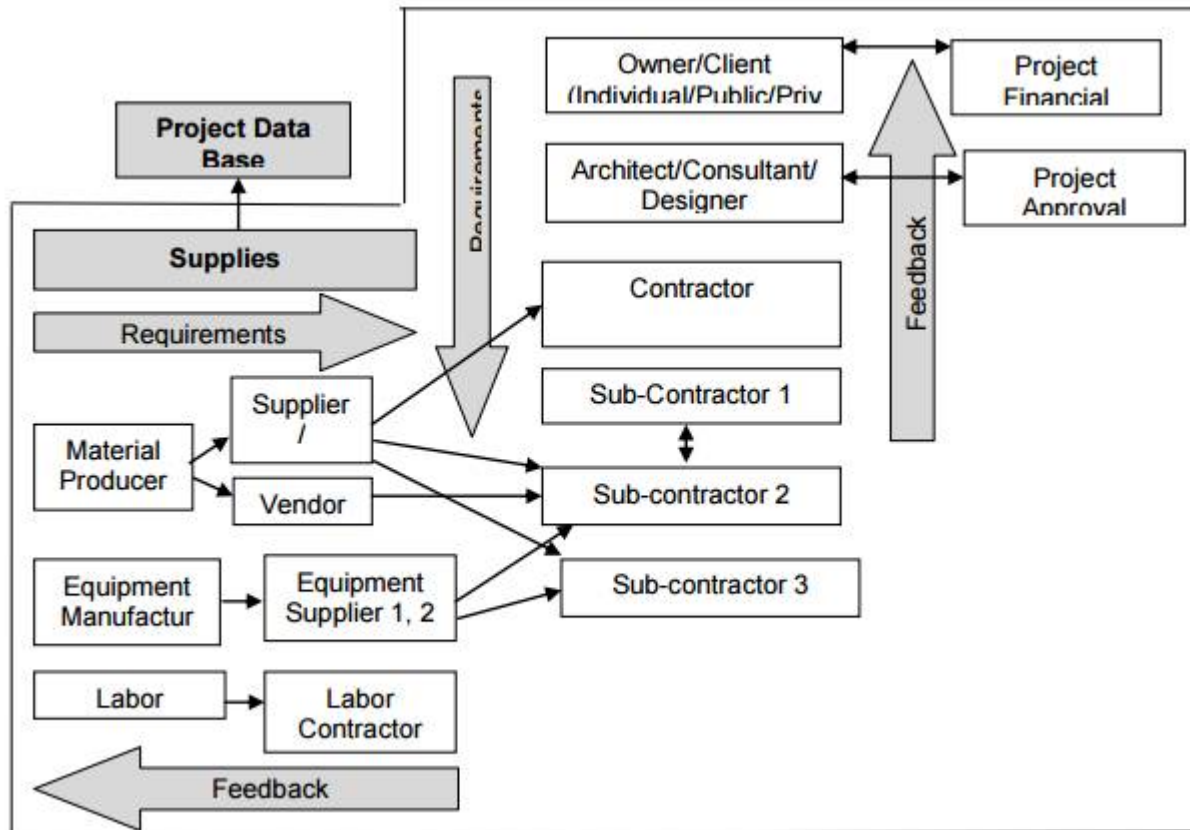 Owner/Client
(Individual/Public/Priv
Project
Financial
Project Data
Base
Requirements
Architect/Consultant/
Designer
Project
Approval
Supplies
Feedback
Contractor
Requirements
Sub-Contractor 1
Supplier
/
Material
Producer
Sub-contractor 2
Vendor
Equipment
Manufactur
Equipment
Supplier 1, 2
Sub-contractor 3
Labor
Labor
Contractor
Feedback